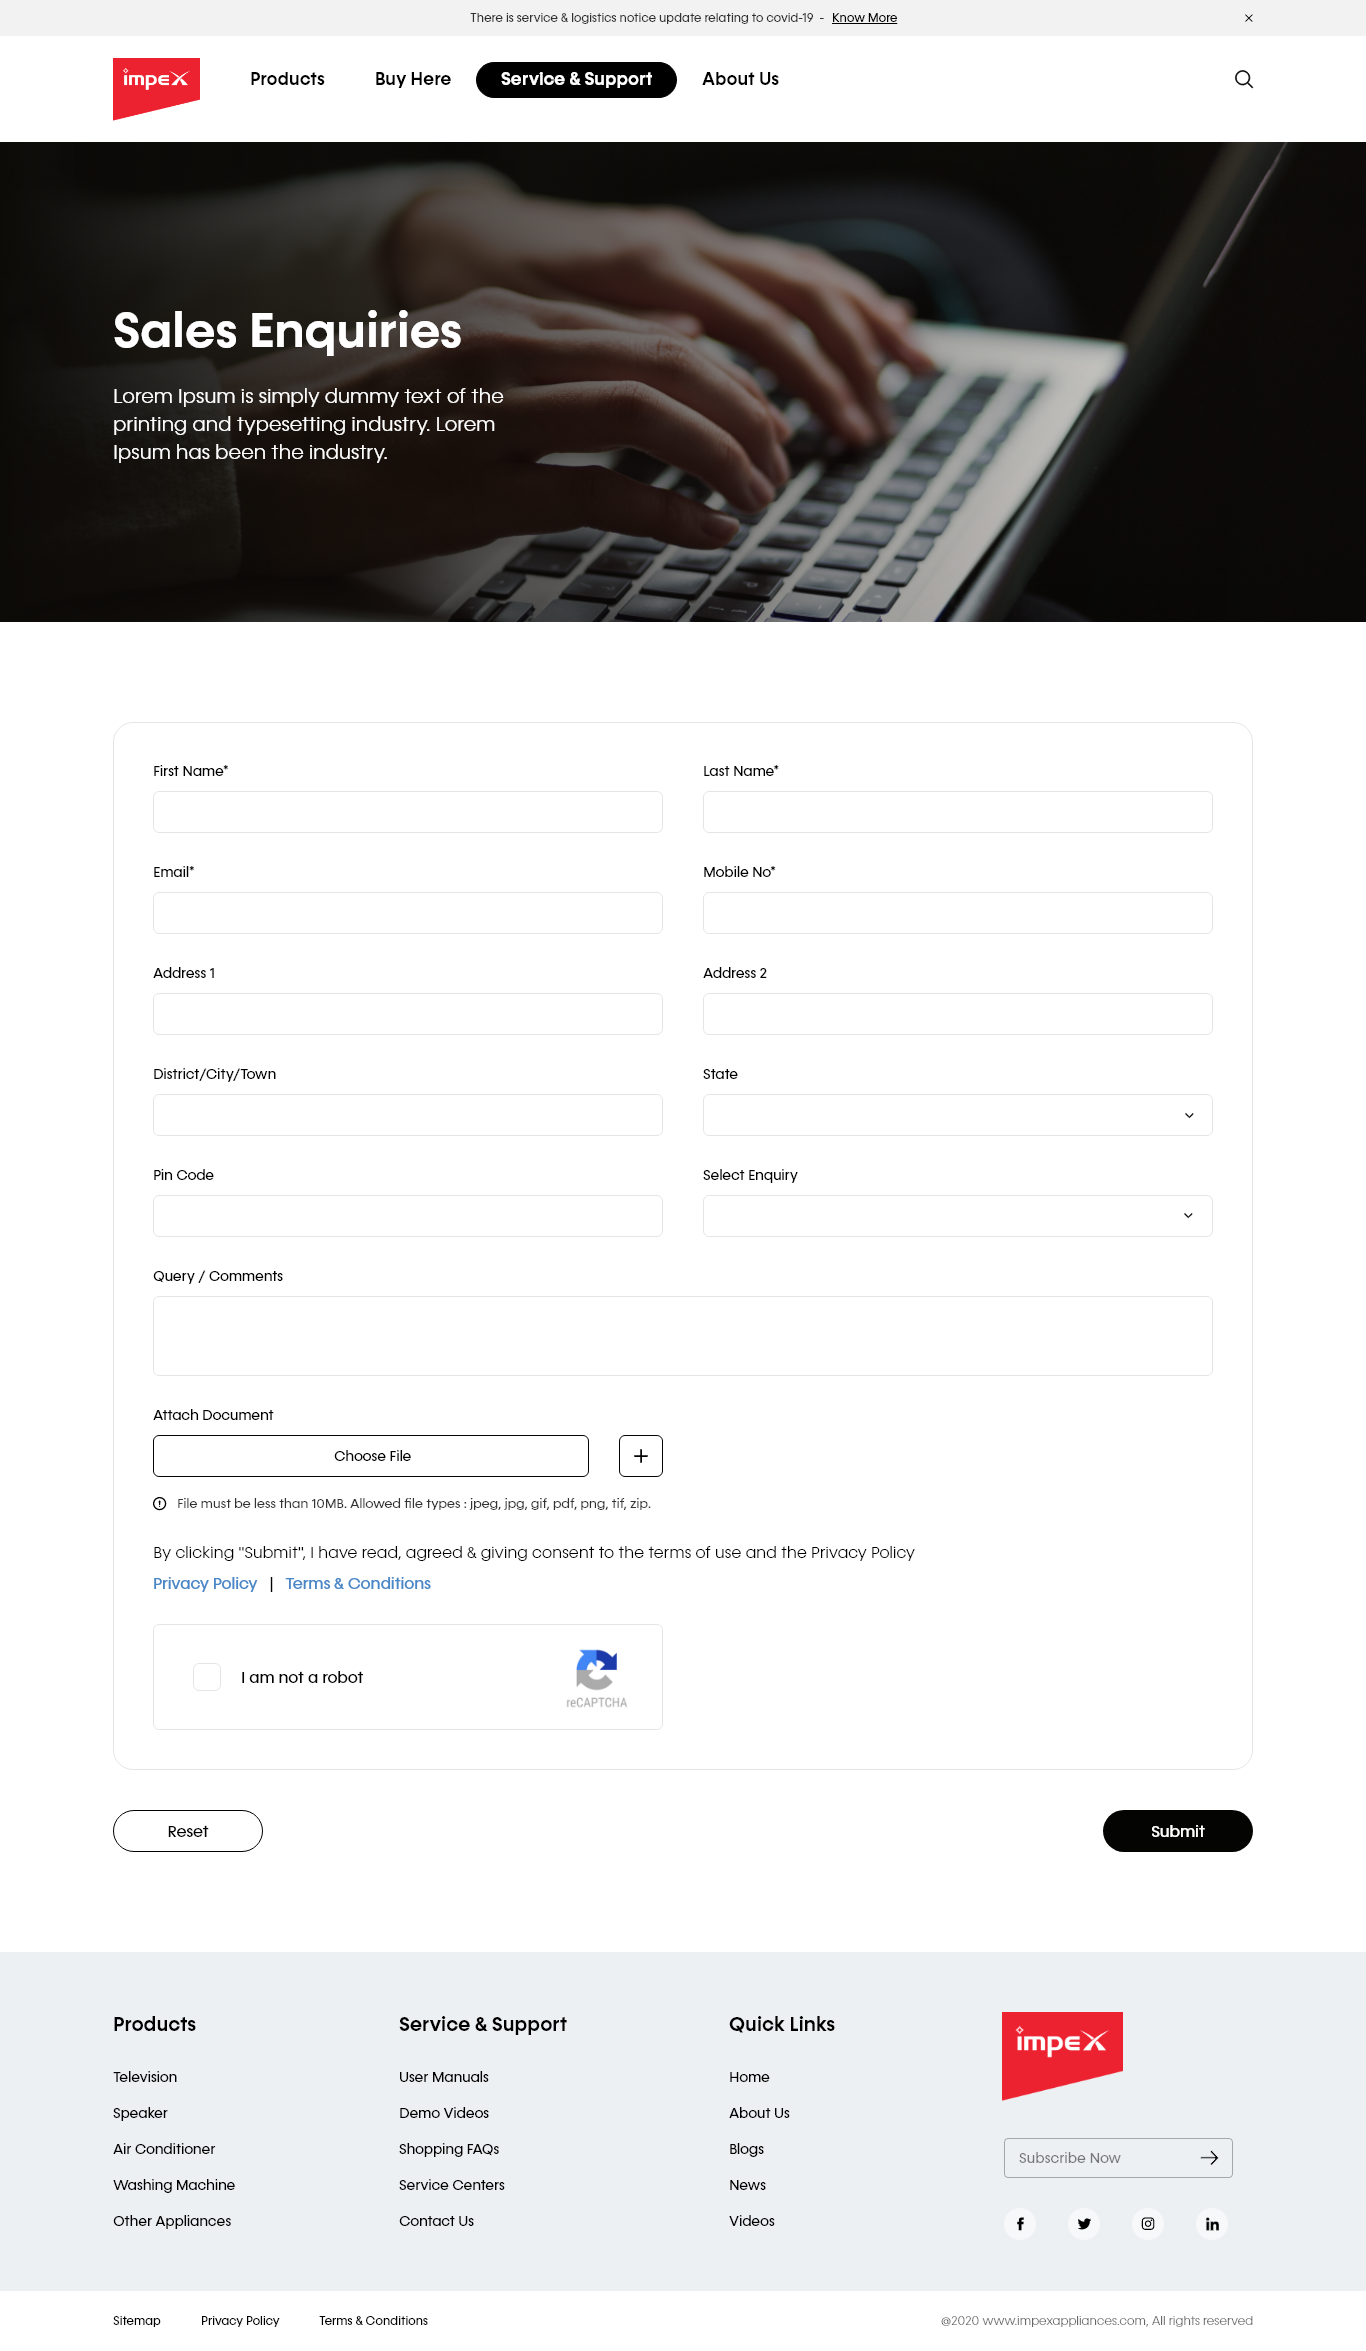 There is service & logistics notice update relating to covid-19 - Know More
impex
Products
Buy Here
Service & Support
About Us
Sales Enquiries
Lorem Ipsum is simply dummy text of the
printing and typesetting industry. Lorem
Ipsum has been the industry.
First Name*
Last Name*
Email*
Mobile No*
Address 1
Address 2
District/City/Town
State
Pin Code
Select Enquiry
Query / Comments
Attach Document
Choose File
File must be less than 10MB. Allowed file types : jpeg, jpg, gif, pdf, png, tif, zip.
By clicking "Submit", I have read, agreed & giving consent to the terms of use and the Privacy Policy
Privacy Policy | Terms & Conditions
I am not a robot
reCAPTCHA
Reset
Submit
Products
Television
Speaker
Air Conditioner
Washing Machine
Other Appliances
Service & Support
User Manuals
Demo Videos
Shopping FAQs
Service Centers
Contact Us
Quick Links
Home
About Us
Blogs
News
Videos
impex
Subscribe Now
Sitemap
Privacy Policy
Terms & Conditions
@2020 www.impexappliances.com, All rights reserved